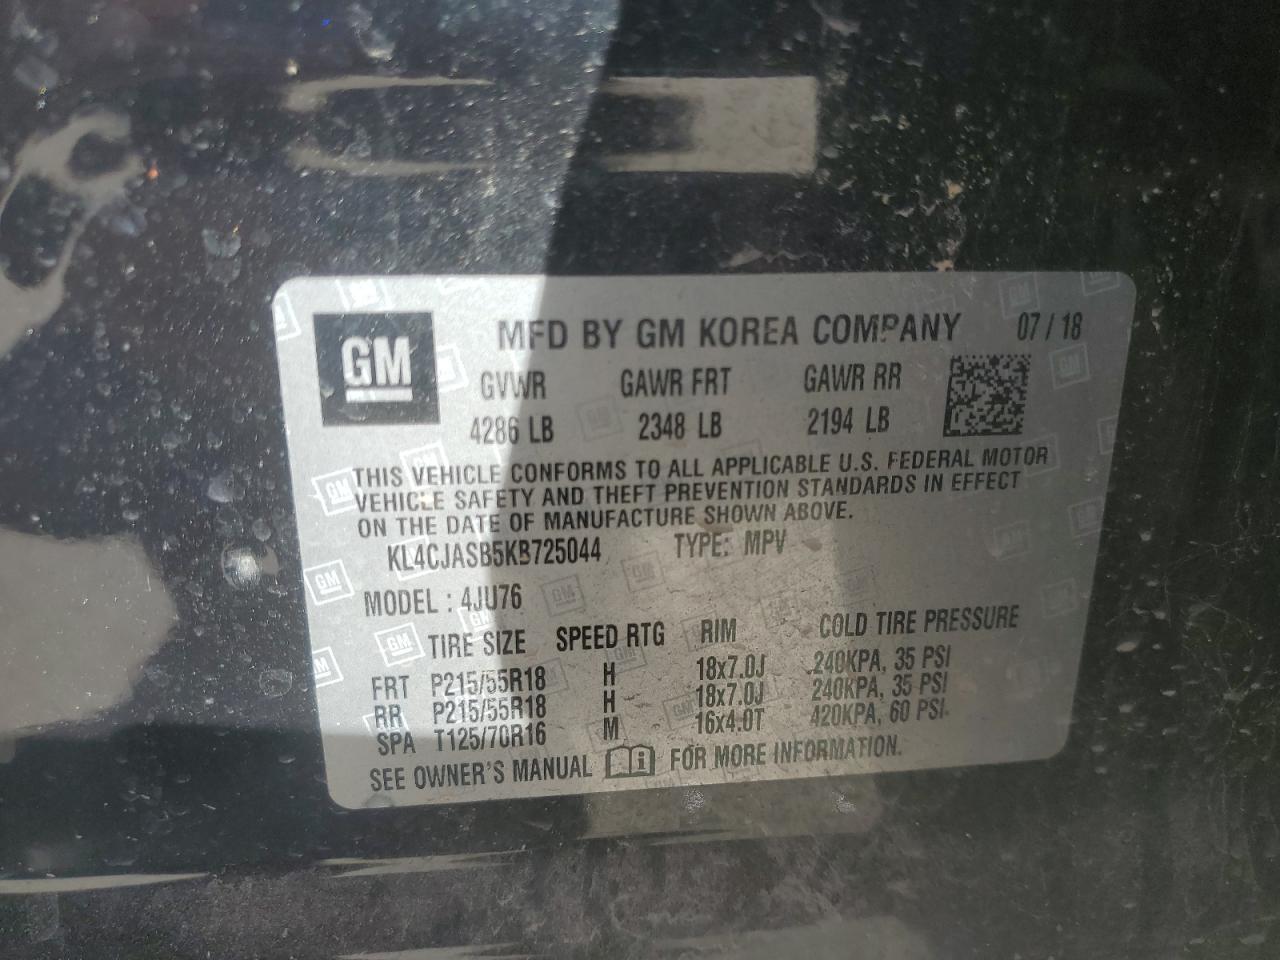 GM
MFD BY GM KOREA COMPANY 07/18
GVWR GAWR FRT GAWR RR
4286 LB 2348 LB 2194 LB
THIS VEHICLE CONFORMS TO ALL APPLICABLE U.S. FEDERAL MOTOR
VEHICLE SAFETY AND THEFT PREVENTION STANDARDS IN EFFECT
ON THE DATE OF MANUFACTURE SHOWN ABOVE.
KL4CJASB5KB725044 TYPE: MPV
MODEL : 4JU76
TIRE SIZE SPEED RTG RIM COLD TIRE PRESSURE
FRT P215/55R18 H 18x7.0J 240KPA, 35 PSI
RR P215/55R18 H 18x7.0J 240KPA, 35 PSI
SPA T125/70R16 M 16x4.0T 420KPA, 60 PSI
SEE OWNER'S MANUAL FOR MORE INFORMATION.